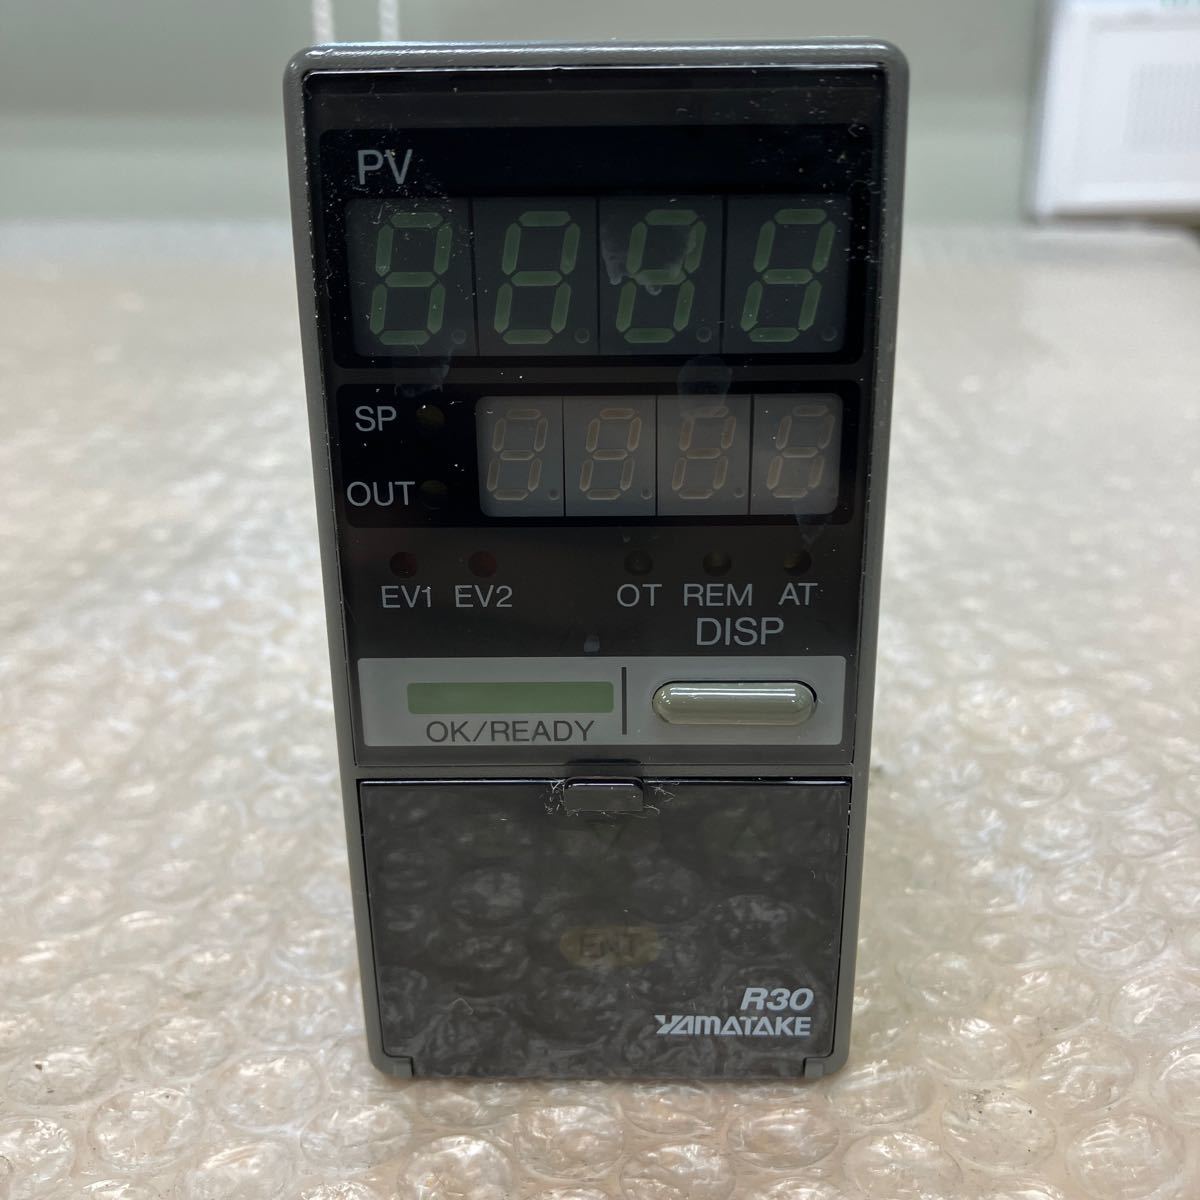 PV
SP
OUT
EV1 EV2 OT REM AT
DISP
OK/READY
ENT
R30
YAMATAKE